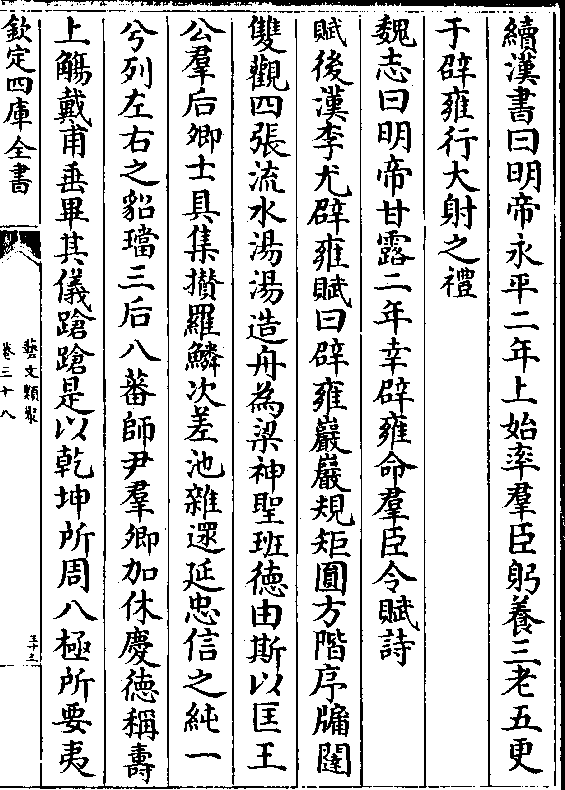 續漢書曰明帝永平二年上始率羣臣躬養三老五更
于辟雍行大射之禮
魏志曰明帝甘露二年幸辟雍命羣臣令賦詩
賦後漢李尤辟雍賦曰辟雍巖巖規矩圓方階序牖闥
雙觀四張流水湯湯造舟為梁神聖班德由斯以匡王
公羣后卿士具集攢羅鱗次差池雜遝延忠信之純一
兮列左右之貂璫三后八蕃師尹羣卿加休慶德稱壽
上觴戴甫垂畢其儀蹌蹌是以乾坤所周八極所要夷
欽定四庫全書
藝文類聚
卷三十八